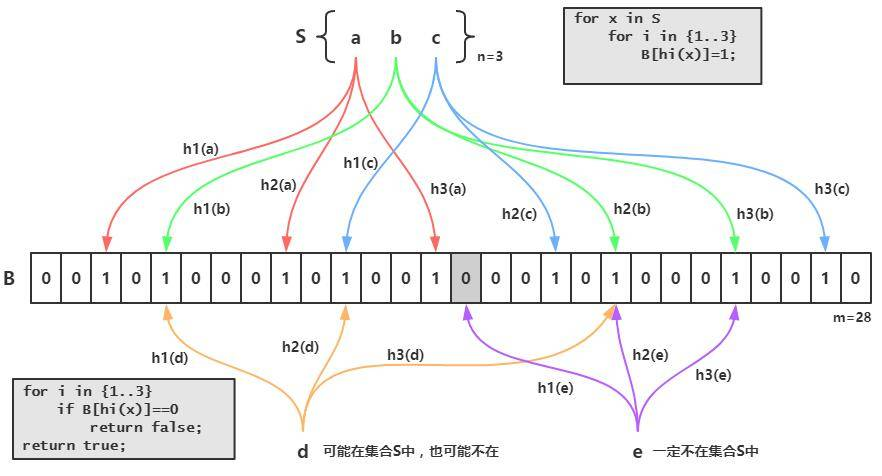 S { a b c } n=3
for x in S
for i in {1..3}
B[hi(x)]=1;
h1(a)
h2(a)
h1(c)
h3(a)
h1(b)
h2(c)
h2(b)
h3(b)
h3(c)
B 0 0 1 0 1 0 0 0 1 0 1 0 0 1 0 0 0 1 0 1 0 0 0 1 0 0 1 0
m=28
h1(d)
h2(d)
h3(d)
h1(e)
h2(e)
h3(e)
for i in {1..3}
if B[hi(x)]==0
return false;
return true;
d 可能在集合S中，也可能不在
e 一定不在集合S中